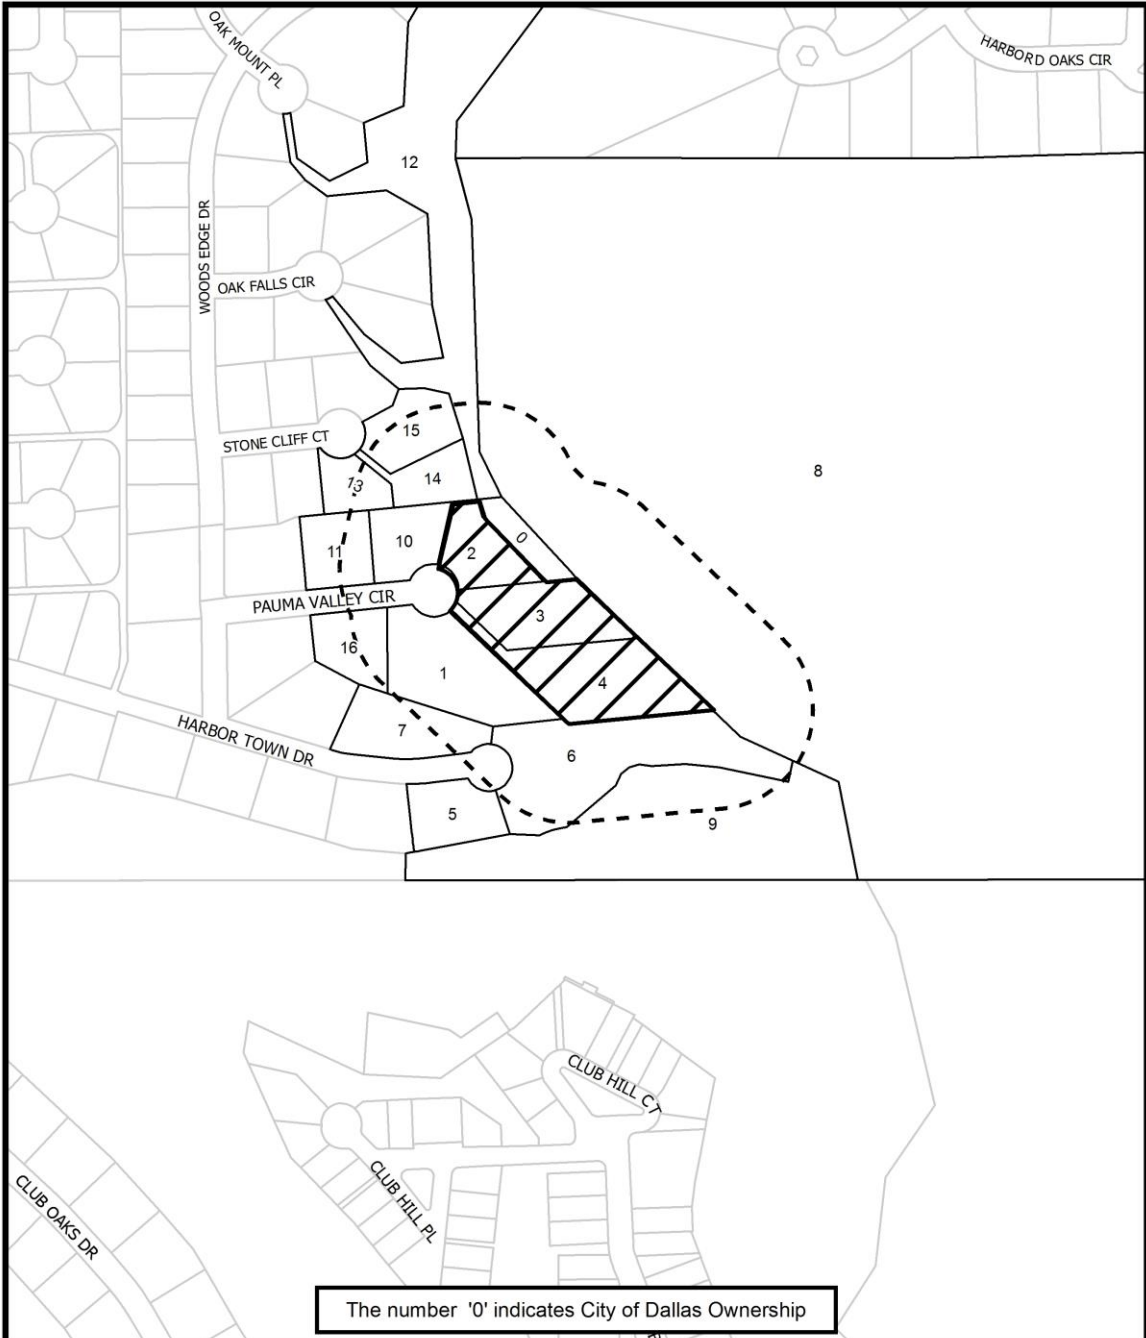 OAK MOUNT PL
HARBORD OAKS CIR
12
WOODS EDGE DR
OAK FALLS CIR
15
STONE CLIFF CT
8
13
14
0
11
10
2
PAUMA VALLEY CIR
3
16
1
4
HARBOR TOWN DR
7
6
5
9
CLUB HILL CT
CLUB HILL PL
CLUB OAKS DR
The number '0' indicates City of Dallas Ownership